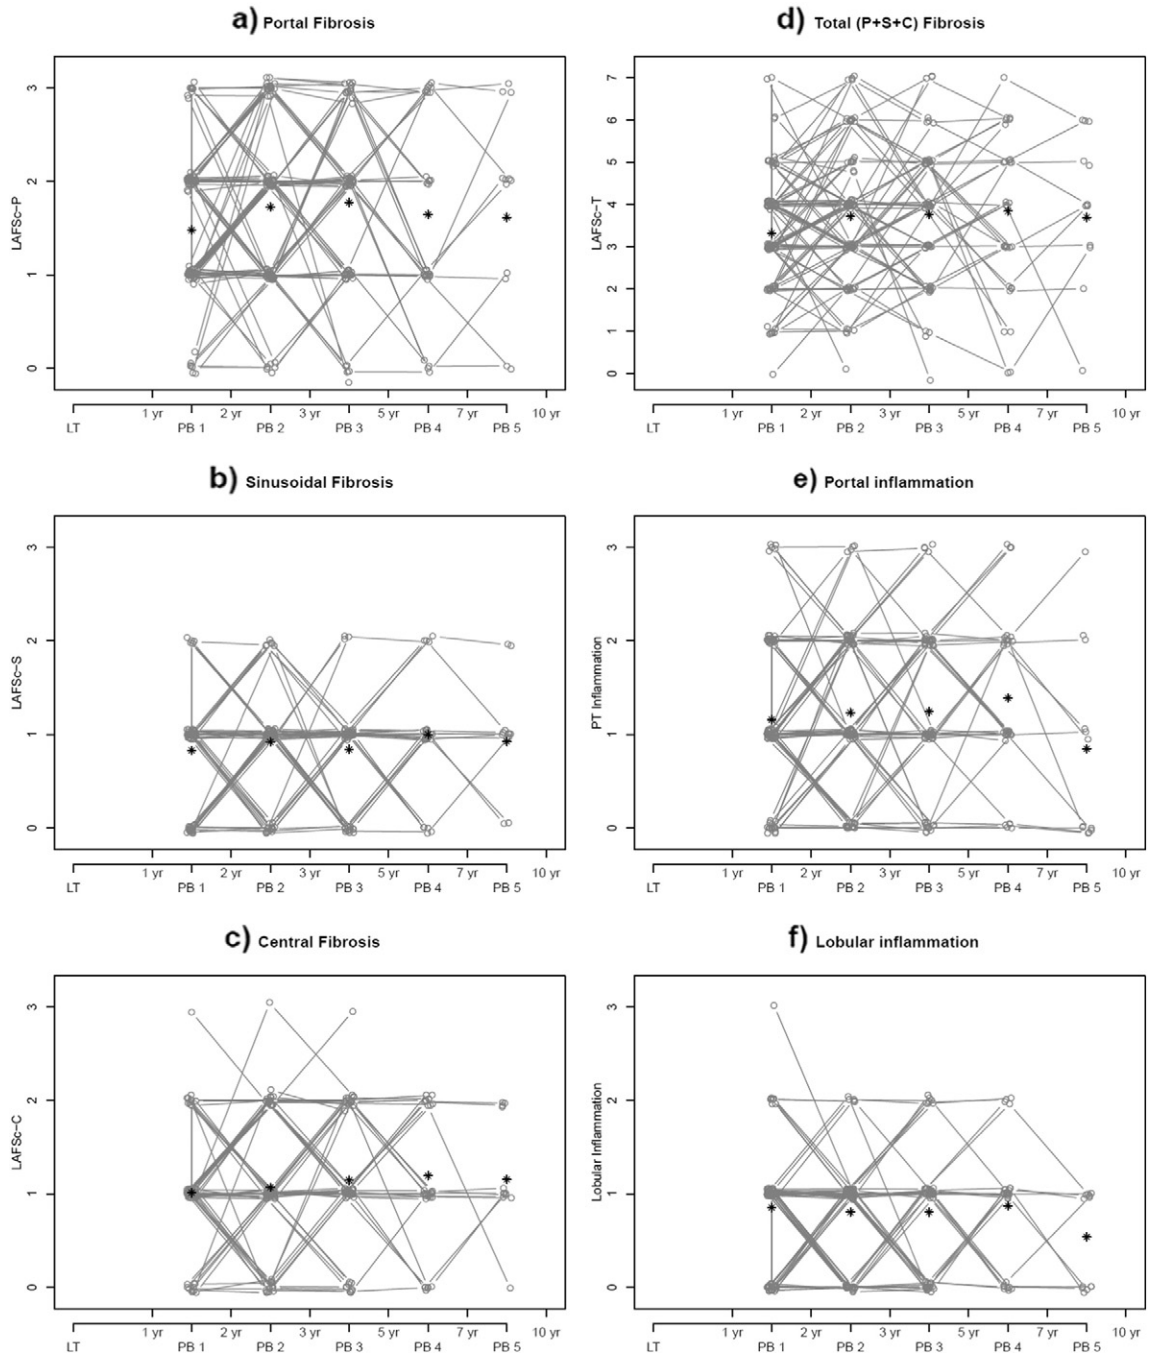 a) Portal Fibrosis
LAFSc–P
3
2
1
0
1 yr 2 yr 3 yr 5 yr 7 yr 10 yr
LT PB 1 PB 2 PB 3 PB 4 PB 5
d) Total (P+S+C) Fibrosis
LAFSc–T
7
6
5
4
3
2
1
0
1 yr 2 yr 3 yr 5 yr 7 yr 10 yr
LT PB 1 PB 2 PB 3 PB 4 PB 5
b) Sinusoidal Fibrosis
LAFSc–S
3
2
1
0
1 yr 2 yr 3 yr 5 yr 7 yr 10 yr
LT PB 1 PB 2 PB 3 PB 4 PB 5
e) Portal inflammation
PT Inflammation
3
2
1
0
1 yr 2 yr 3 yr 5 yr 7 yr 10 yr
LT PB 1 PB 2 PB 3 PB 4 PB 5
c) Central Fibrosis
LAFSc–C
3
2
1
0
1 yr 2 yr 3 yr 5 yr 7 yr 10 yr
LT PB 1 PB 2 PB 3 PB 4 PB 5
f) Lobular inflammation
Lobular Inflammation
3
2
1
0
1 yr 2 yr 3 yr 5 yr 7 yr 10 yr
LT PB 1 PB 2 PB 3 PB 4 PB 5